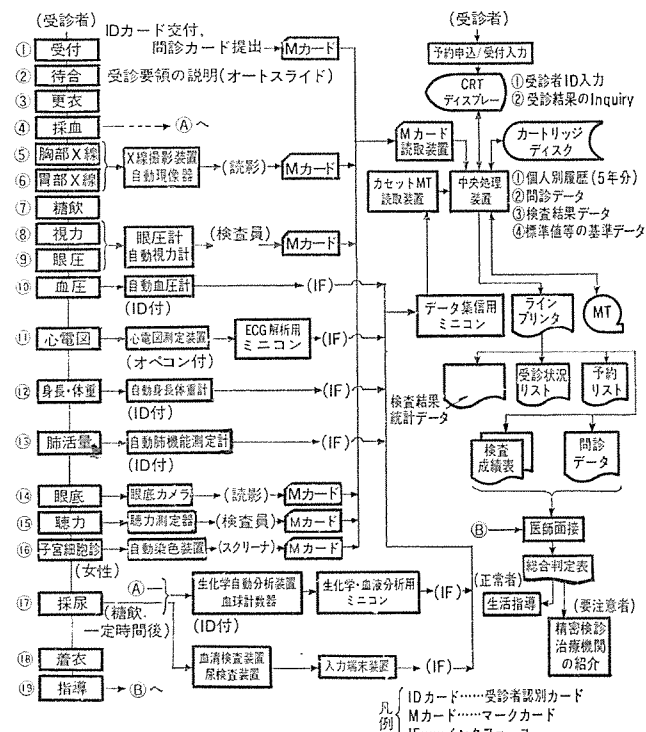 (受診者)
IDカード交付,
問診カード提出
Mカード
① 受付
② 待合
受診要領の説明(オートスライド)
③ 更衣
④ 採血
Ⓐへ
⑤ 胸部X線
⑥ 胃部X線
X線撮影装置
自動現像器
(読影)
Mカード
⑦ 糖飲
⑧ 視力
⑨ 眼圧
眼圧計
自動視力計
(検査員)
Mカード
⑩ 血圧
自動血圧計
(ID付)
(IF)
⑪ 心電図
心電図測定装置
(オペコン付)
ECG解析用
ミニコン
(IF)
⑫ 身長・体重
自動身長体重計
(ID付)
(IF)
⑬ 肺活量
自動肺機能測定計
(ID付)
(IF)
⑭ 眼底
眼底カメラ
(読影)
Mカード
⑮ 聴力
聴力測定器
(検査員)
Mカード
⑯ 子宮細胞診
自動染色装置
(スクリーナ)
Mカード
(女性)
⑰ 採尿
(糖飲,
一定時間後)
Ⓐ
生化学自動分析装置
血球計数器
(ID付)
生化学・血液分析用
ミニコン
(IF)
血清検査装置
尿検査装置
入力端末装置
(IF)
⑱ 着衣
⑲ 指導
Ⓑへ
(受診者)
予約申込/受付入力
CRT
ディスプレー
①受診者ID入力
②受診結果のInquiry
Mカード
読取装置
カートリッジ
ディスク
カセットMT
読取装置
中央処理
装置
①個人別履歴(5年分)
②問診データ
③検査結果データ
④標準値等の基準データ
データ集信用
ミニコン
ライン
プリンタ
MT
検査結果
統計データ
受診状況
リスト
予約
リスト
検査
成績表
問診
データ
Ⓑ
医師面接
総合判定表
(正常者)
生活指導
(要注意者)
精密検診
治療機関
の紹介
凡例
IDカード……受診者認別カード
Mカード……マークカード